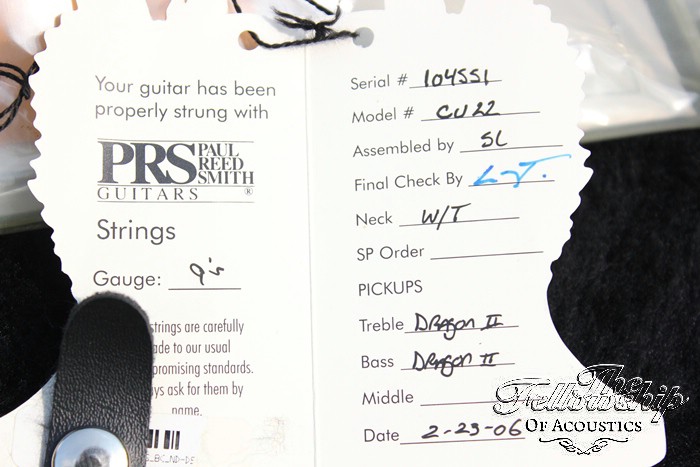 Your guitar has been
properly strung with
PRS PAUL
REED
SMITH
GUITARS ®
Strings
Gauge: 9's
strings are carefully
ade to our usual
promising standards.
ys ask for them by
name.
Serial # 104551
Model # CU22
Assembled by SL
Final Check By
Neck W/T
SP Order
PICKUPS
Treble Dragon II
Bass Dragon II
Middle
Date 2-23-06
The
Fellowship
OF ACOUSTICS